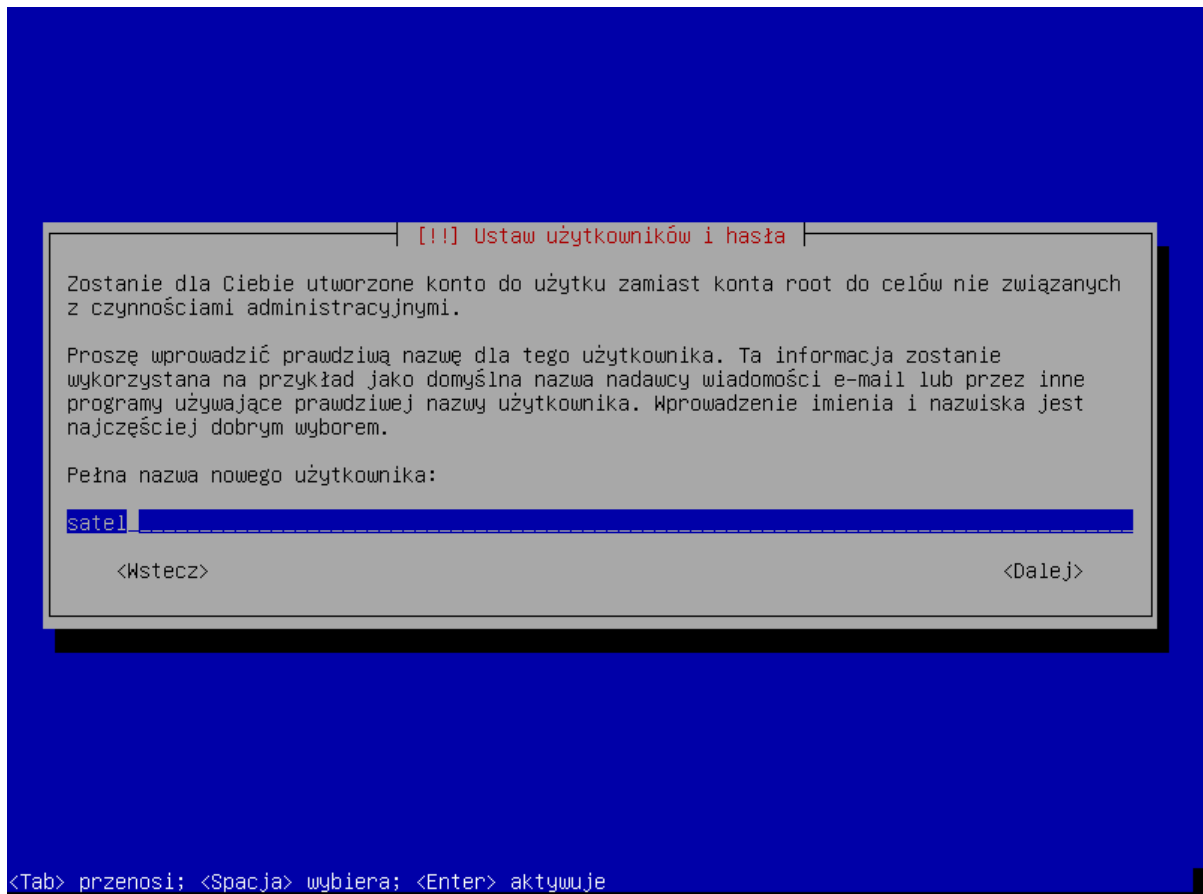 [!!] Ustaw użytkowników i hasła
Zostanie dla Ciebie utworzone konto do użytku zamiast konta root do celów nie związanych
z czynnościami administracyjnymi.
Proszę wprowadzić prawdziwą nazwę dla tego użytkownika. Ta informacja zostanie
wykorzystana na przykład jako domyślna nazwa nadawcy wiadomości e-mail lub przez inne
programy używające prawdziwej nazwy użytkownika. Wprowadzenie imienia i nazwiska jest
najczęściej dobrym wyborem.
Pełna nazwa nowego użytkownika:
satel
<Wstecz> <Dalej>
<Tab> przenosi; <Spacja> wybiera; <Enter> aktywuje